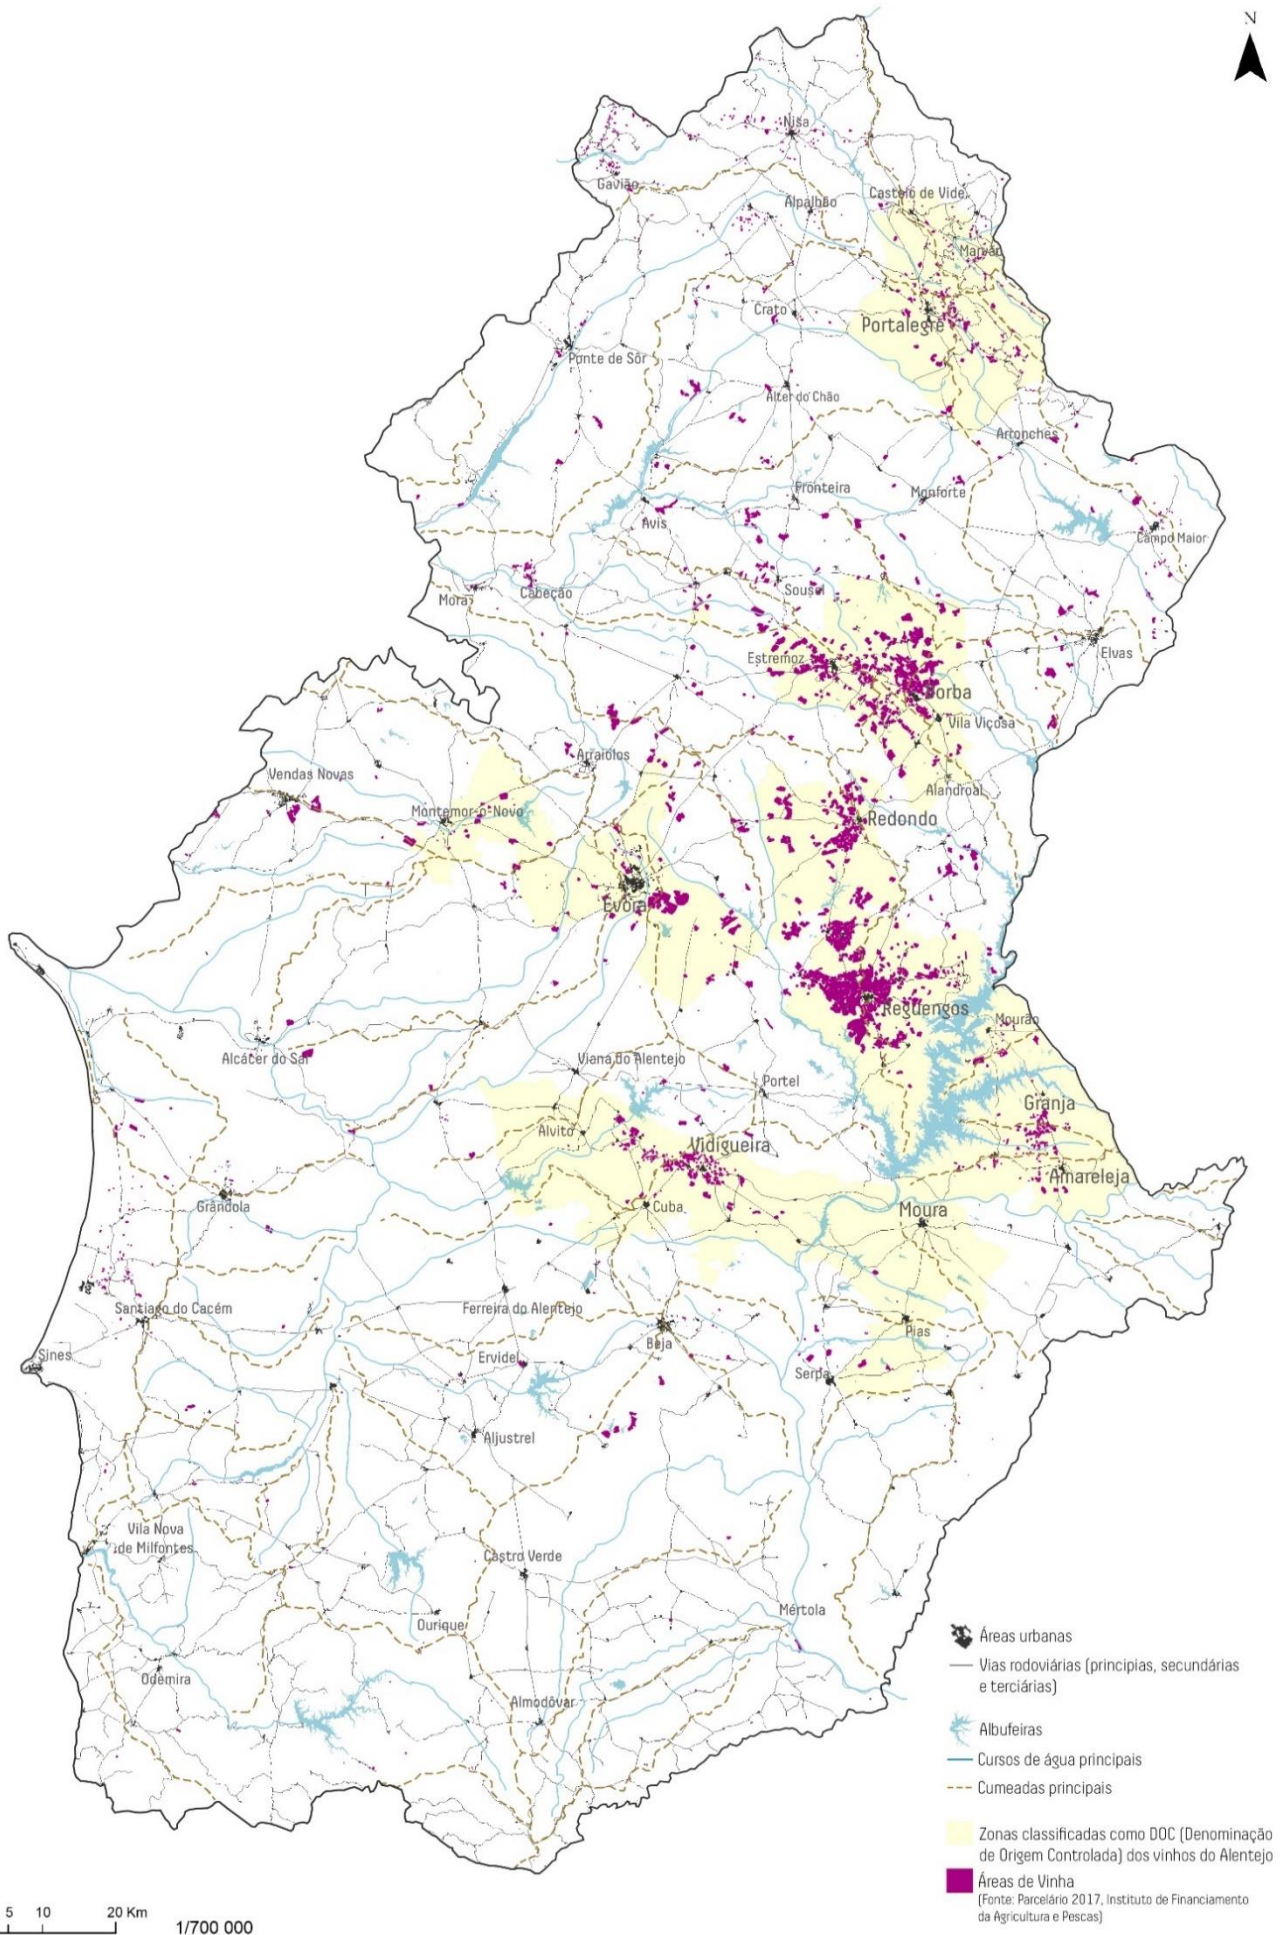 N
Nisa
Gavião
Castelo de Vide
Alpalhão
Marvão
Crato
Portalegre
Ponte de Sôr
Alter do Chão
Arronches
Fronteira
Monforte
Avis
Campo Maior
Sousel
Mora
Cabeção
Estremoz
Elvas
Borba
Vila Viçosa
Arraiolos
Vendas Novas
Alandroal
Montemor-o-Novo
Redondo
Évora
Reguengos
Mourão
Alcácer do Sal
Viana do Alentejo
Portel
Granja
Alvito
Vidigueira
Amareleja
Grândola
Cuba
Moura
Santiago do Cacém
Ferreira do Alentejo
Pias
Beja
Sines
Ervidel
Serpa
Aljustrel
Vila Nova
de Milfontes
Castro Verde
Mértola
Ourique
Odemira
Almodôvar
Áreas urbanas
Vias rodoviárias (principias, secundárias
e terciárias)
Albufeiras
Cursos de água principais
Cumeadas principais
Zonas classificadas como DOC (Denominação
de Origem Controlada) dos vinhos do Alentejo
Áreas de Vinha
(Fonte: Parcelário 2017, Instituto de Financiamento
da Agricultura e Pescas)
5 10 20 Km
1/700 000